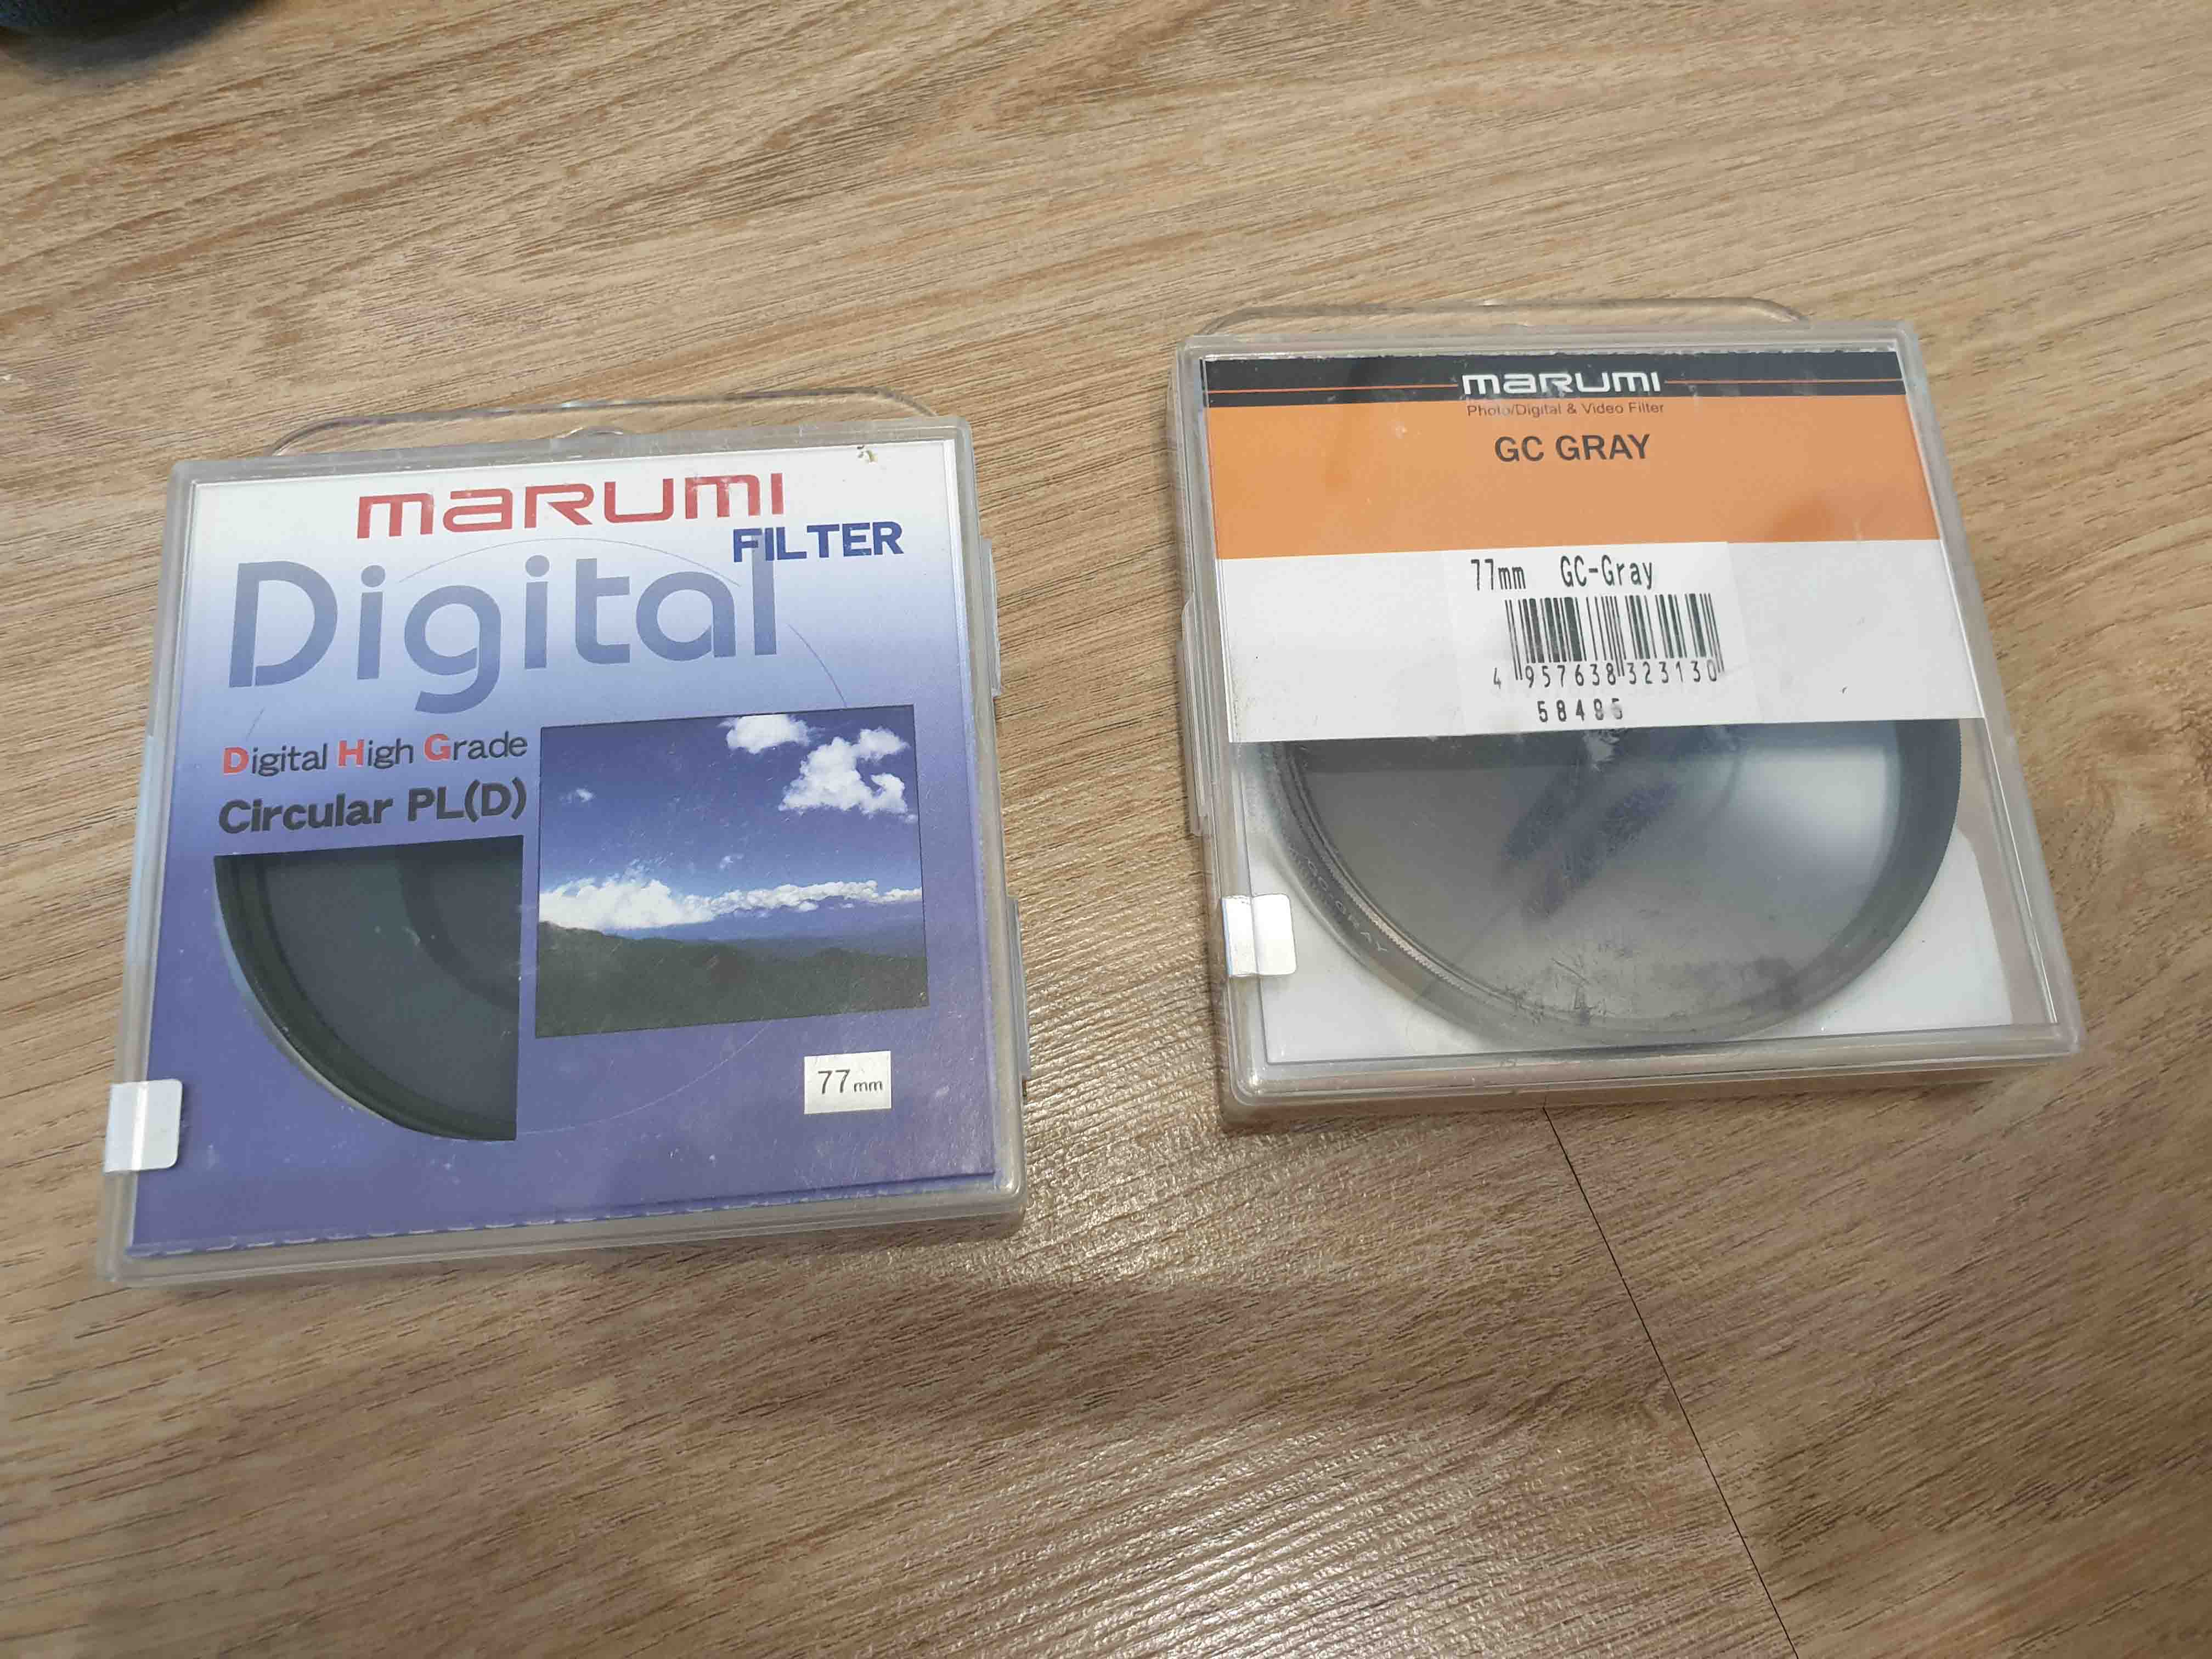 marumi
FILTER
Digital
Digital High Grade
Circular PL(D)
77mm
marumi
Photo/Digital & Video Filter
GC GRAY
77mm GC-Gray
4 957638 323130